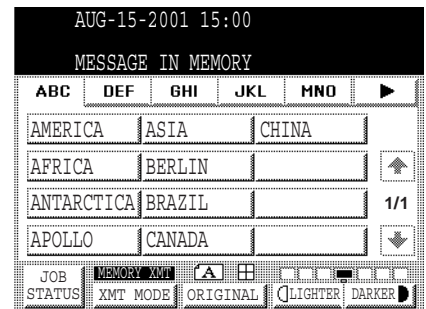 AUG-15-2001 15:00
MESSAGE IN MEMORY
ABC DEF GHI JKL MNO
AMERICA ASIA CHINA
AFRICA BERLIN
ANTARCTICA BRAZIL 1/1
APOLLO CANADA
JOB STATUS
MEMORY XMT A
XMT MODE ORIGINAL LIGHTER DARKER